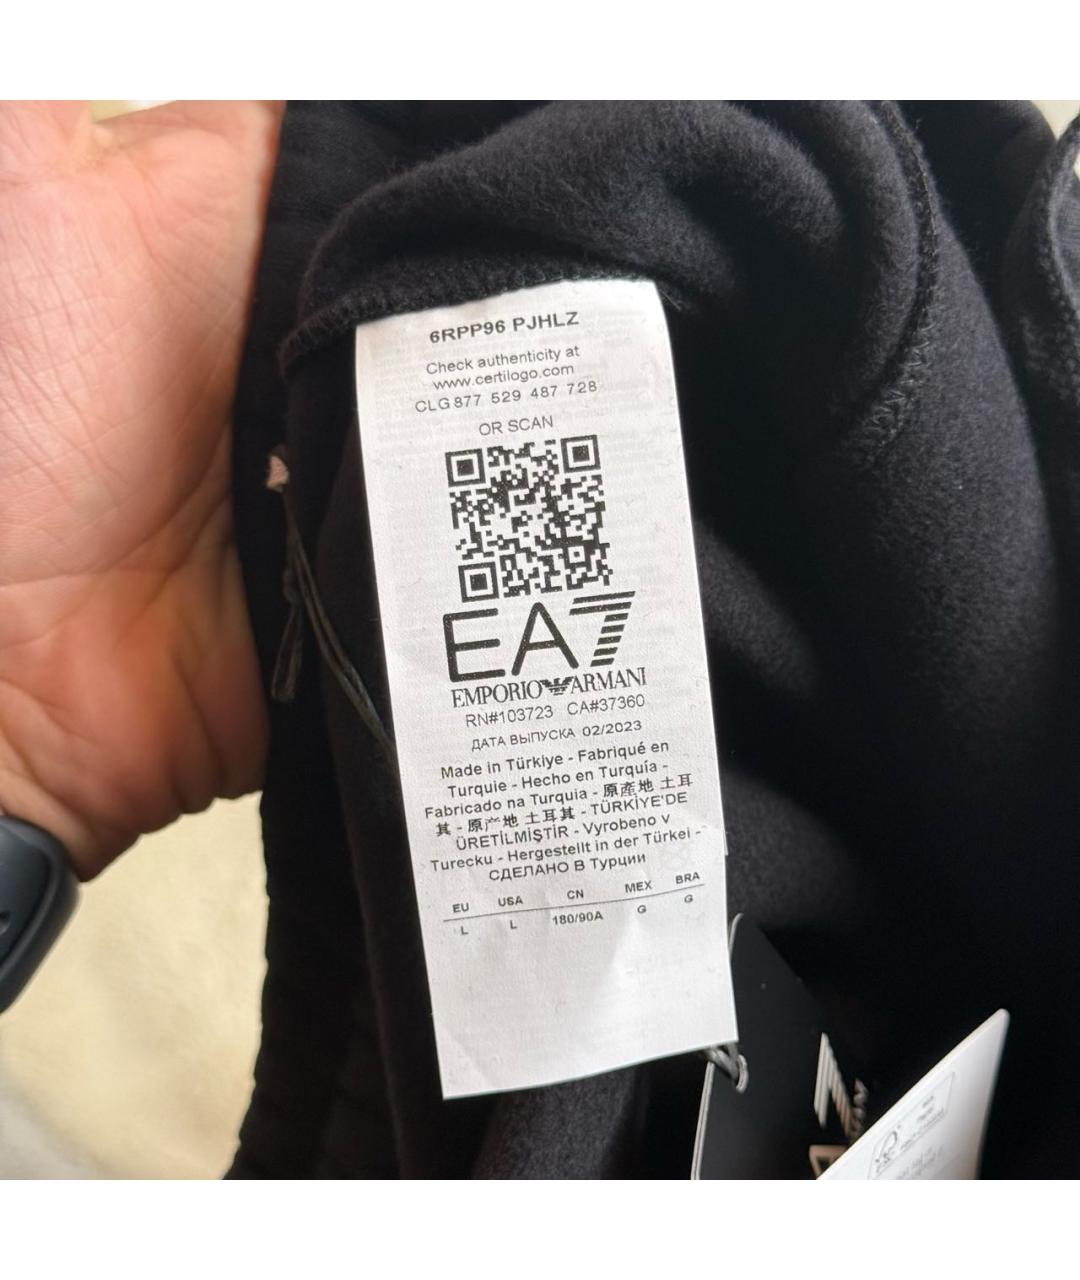 6RPP96 PJHLZ
Check authenticity at
www.certilogo.com
CLG 877 529 487 728
OR SCAN
EA7
EMPORIO ARMANI
RN#103723 CA#37360
ДАТА ВЫПУСКА 02/2023
Made in Türkiye - Fabriqué en
Turquie - Hecho en Turquía -
Fabricado na Turquia - 原產地 土耳
其 - 原产地 土耳其 - TÜRKİYE'DE
ÜRETİLMİŞTİR - Vyrobeno v
Turecku - Hergestellt in der Türkei -
СДЕЛАНО В Турции
EU USA CN MEX BRA
L L 180/90A G G
FSC